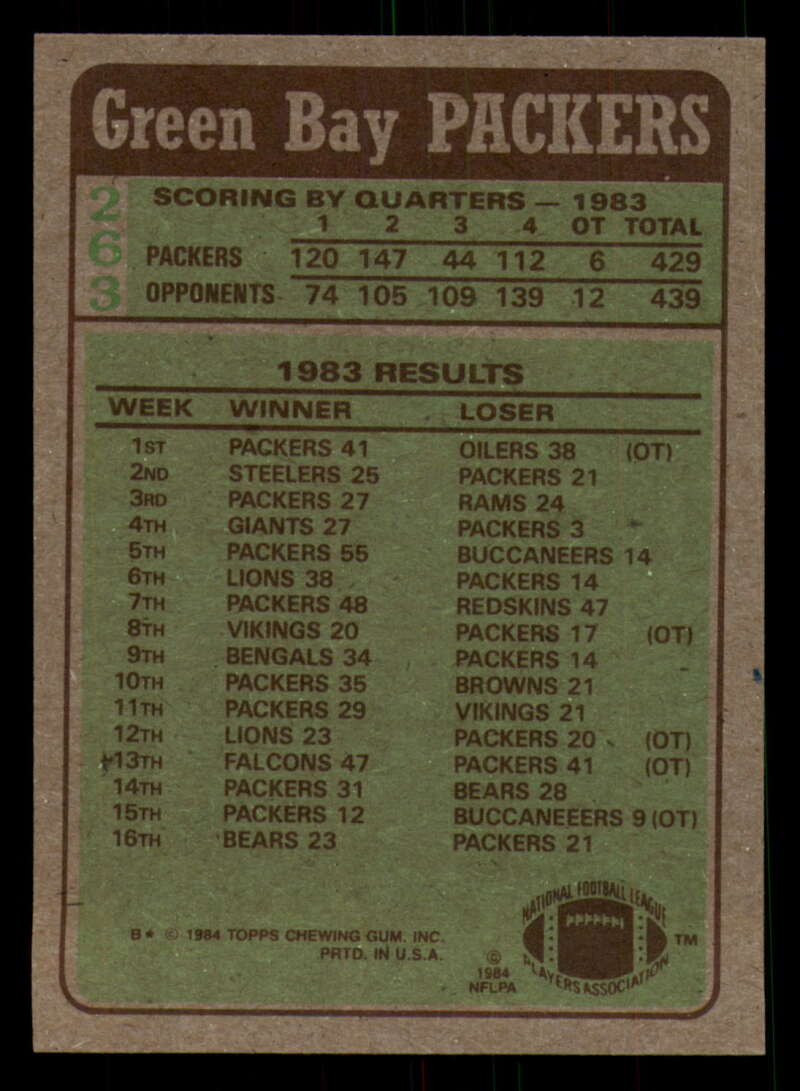 Green Bay PACKERS
263
SCORING BY QUARTERS — 1983
1 2 3 4 OT TOTAL
PACKERS 120 147 44 112 6 429
OPPONENTS 74 105 109 139 12 439
1983 RESULTS
WEEK WINNER LOSER
1ST PACKERS 41 OILERS 38 (OT)
2ND STEELERS 25 PACKERS 21
3RD PACKERS 27 RAMS 24
4TH GIANTS 27 PACKERS 3
5TH PACKERS 55 BUCCANEERS 14
6TH LIONS 38 PACKERS 14
7TH PACKERS 48 REDSKINS 47
8TH VIKINGS 20 PACKERS 17 (OT)
9TH BENGALS 34 PACKERS 14
10TH PACKERS 35 BROWNS 21
11TH PACKERS 29 VIKINGS 21
12TH LIONS 23 PACKERS 20 (OT)
13TH FALCONS 47 PACKERS 41 (OT)
14TH PACKERS 31 BEARS 28
15TH PACKERS 12 BUCCANEEERS 9 (OT)
16TH BEARS 23 PACKERS 21
B* © 1984 TOPPS CHEWING GUM. INC.
PRTD. IN U.S.A.
©
1984
NFLPA
NATIONAL FOOTBALL LEAGUE
PLAYERS ASSOCIATION
TM